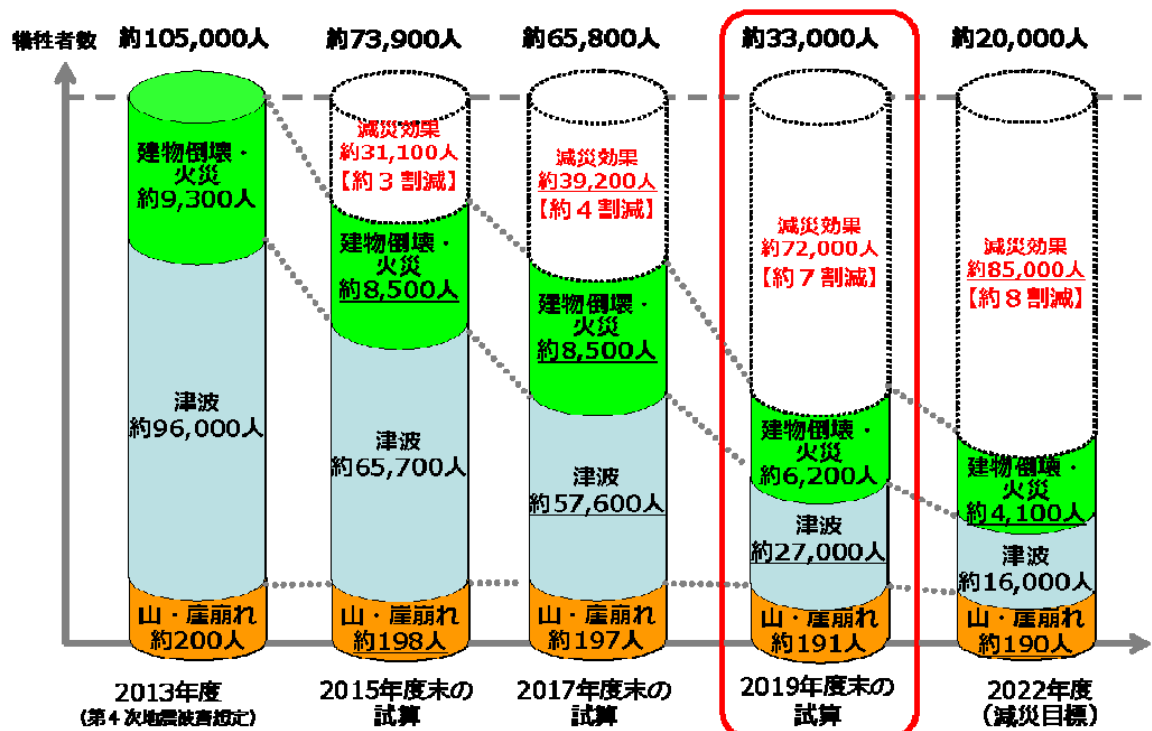 犠牲者数
約105,000人
約73,900人
約65,800人
約33,000人
約20,000人
建物倒壊・
火災
約9,300人
津波
約96,000人
山・崖崩れ
約200人
2013年度
(第4次地震被害想定)
減災効果
約31,100人
【約3割減】
建物倒壊・
火災
約8,500人
津波
約65,700人
山・崖崩れ
約198人
2015年度末の
試算
減災効果
約39,200人
【約4割減】
建物倒壊・
火災
約8,500人
津波
約57,600人
山・崖崩れ
約197人
2017年度末の
試算
減災効果
約72,000人
【約7割減】
建物倒壊・
火災
約6,200人
津波
約27,000人
山・崖崩れ
約191人
2019年度末の
試算
減災効果
約85,000人
【約8割減】
建物倒壊・
火災
約4,100人
津波
約16,000人
山・崖崩れ
約190人
2022年度
(減災目標)